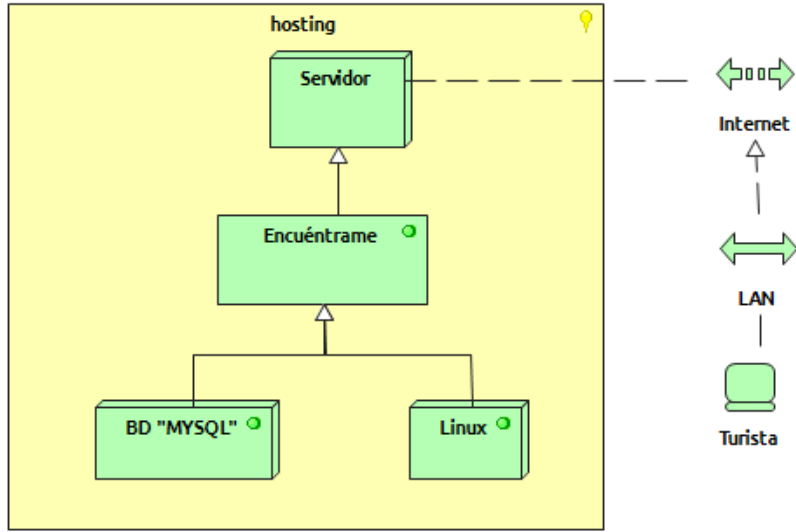 hosting
Servidor
Internet
Encuéntrame
LAN
BD "MYSQL"
Linux
Turista